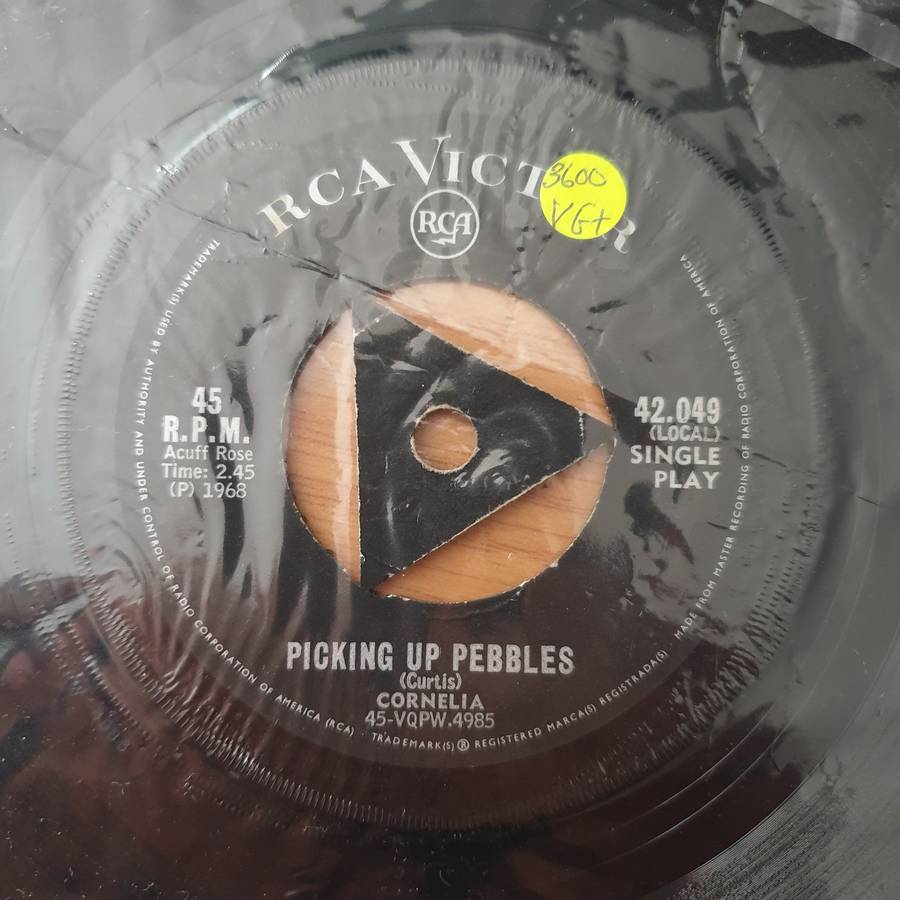 RCA VICTOR
RCA
3600
VG+
45
R.P.M.
Acuff Rose
Time: 2.45
(P) 1968
42.049
(LOCAL)
SINGLE
PLAY
PICKING UP PEBBLES
(Curtis)
CORNELIA
45-VQPW.4985
TRADEMARK(S) USED BY AUTHORITY AND UNDER CONTROL OF RADIO CORPORATION OF AMERICA (RCA) · TRADEMARK(S) ® REGISTERED MARCA(S) REGISTRADA(S) · MADE FROM MASTER RECORDING OF RADIO CORPORATION OF AMERICA